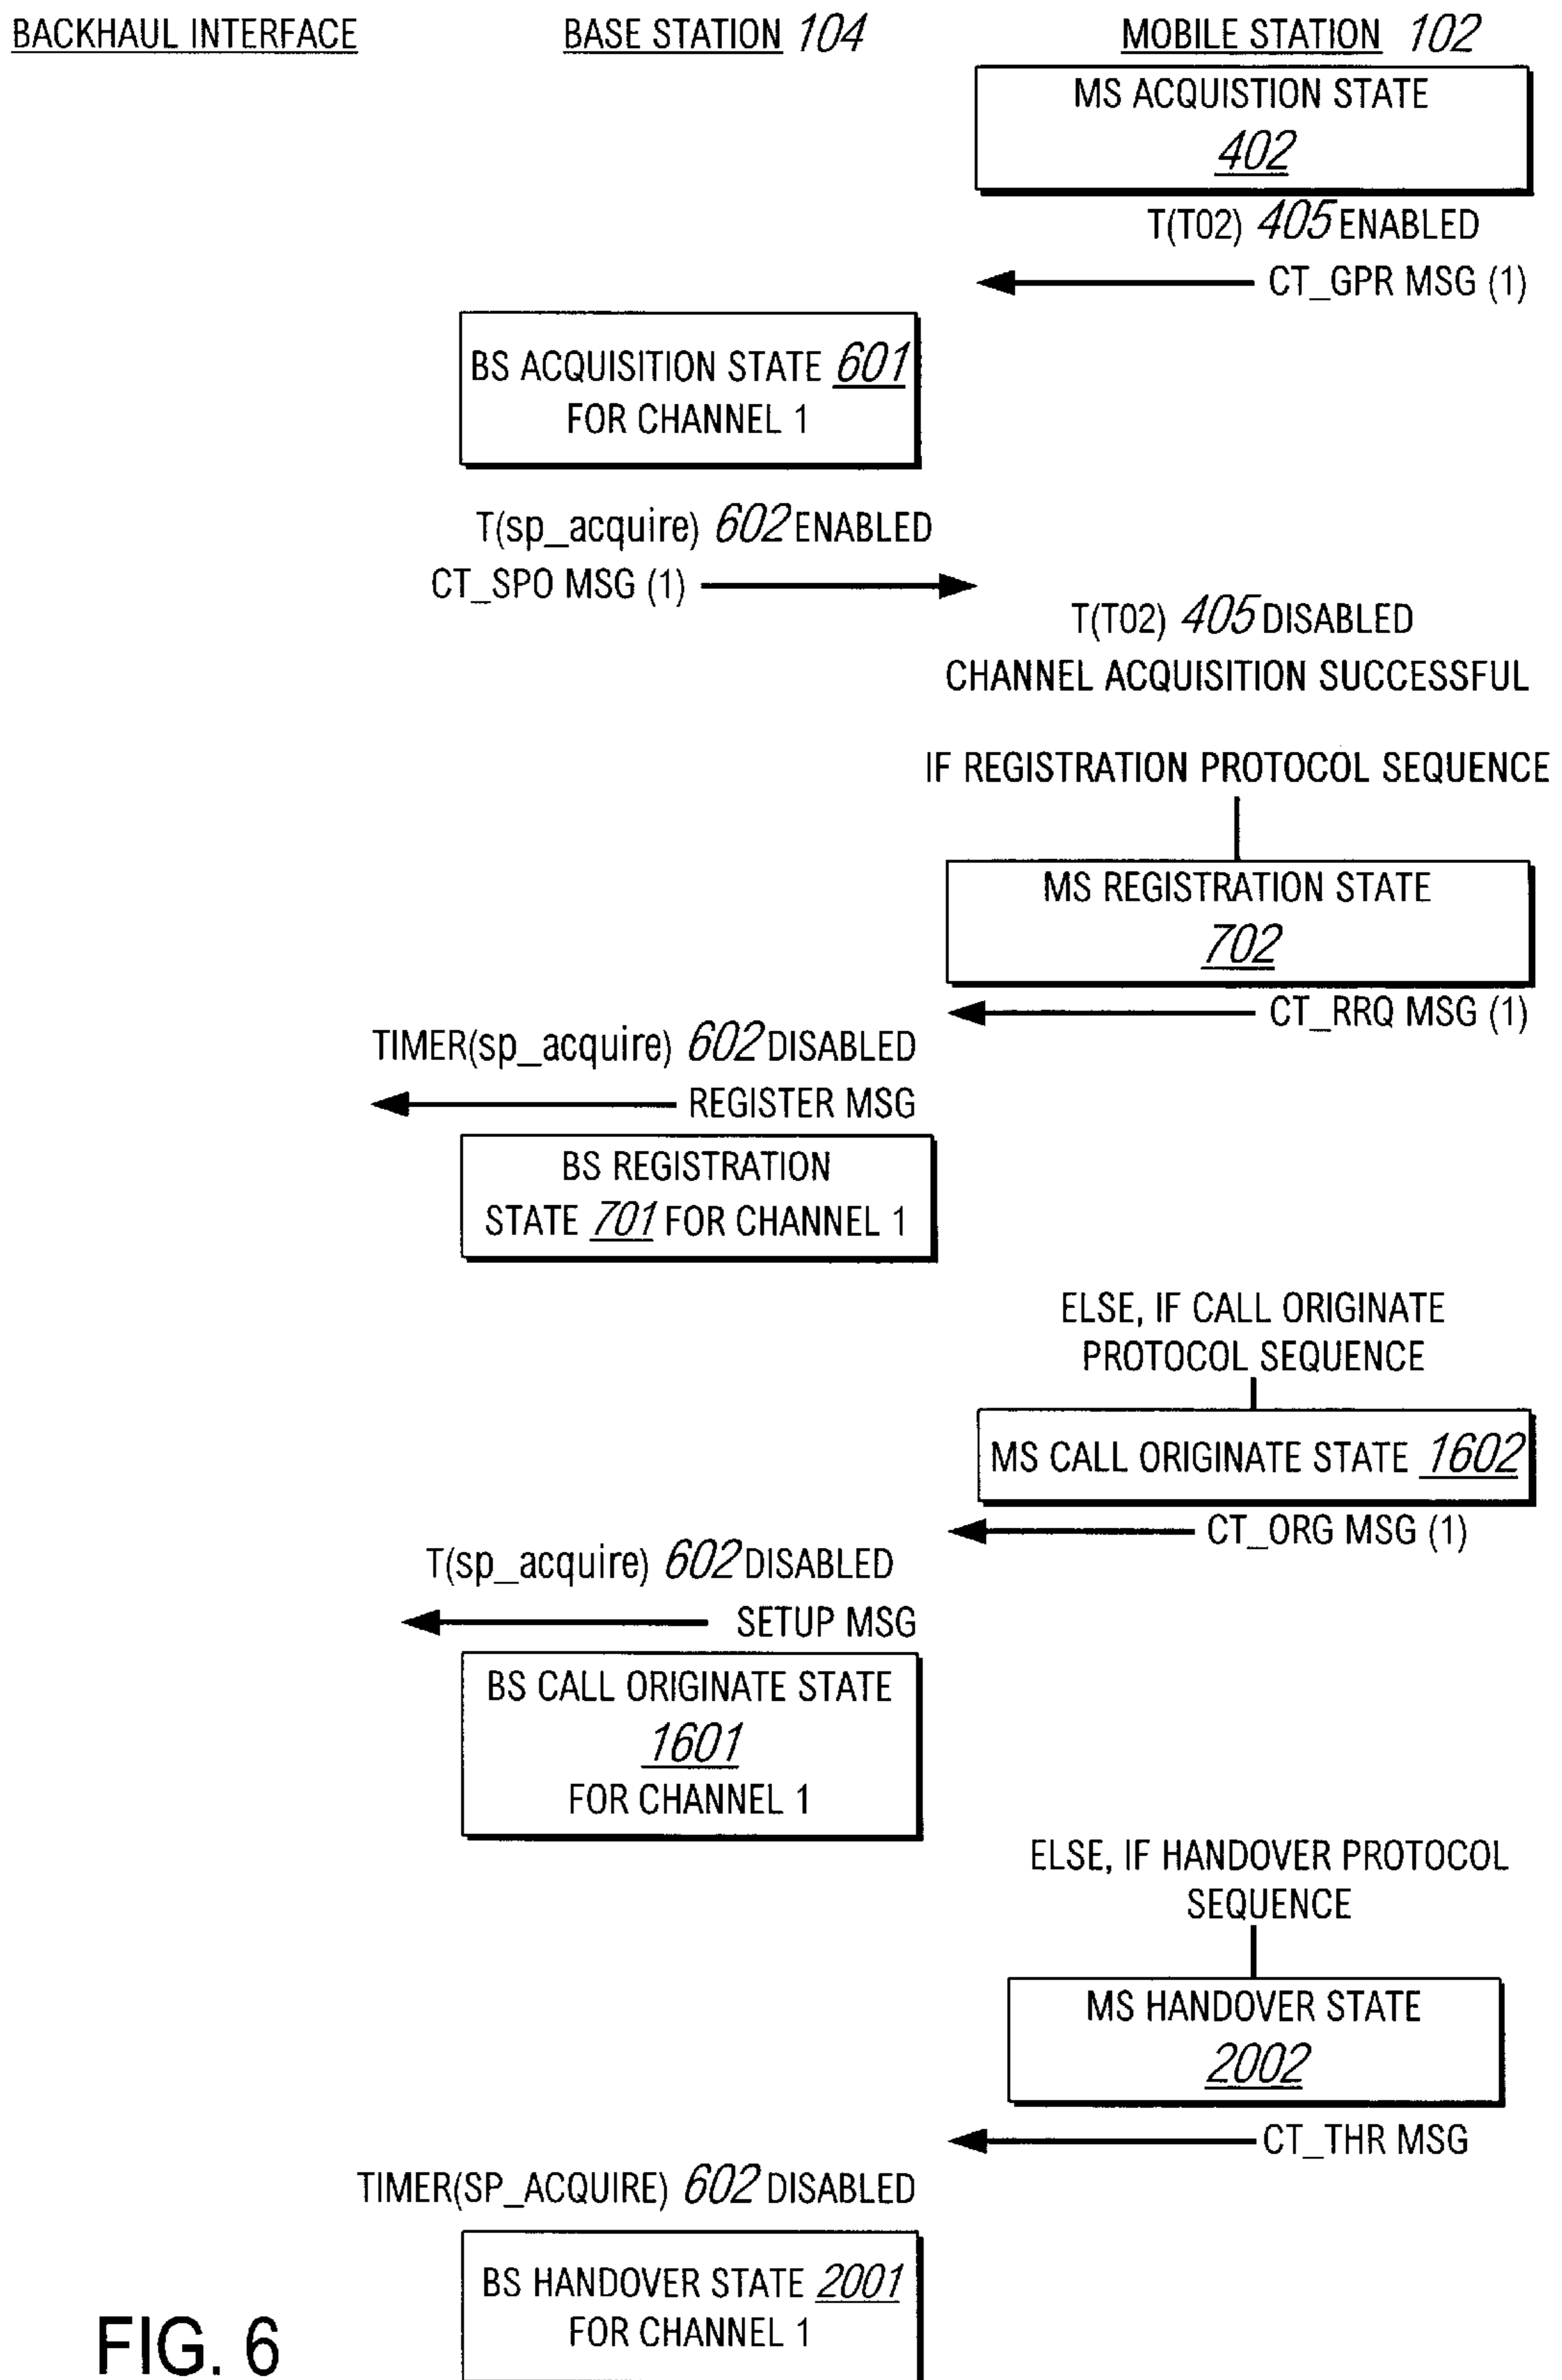 BACKHAUL INTERFACE
BASE STATION 104
MOBILE STATION 102
MS ACQUISTION STATE
402
T(T02) 405 ENABLED
CT_GPR MSG (1)
BS ACQUISITION STATE 601
FOR CHANNEL 1
T(sp_acquire) 602 ENABLED
CT_SPO MSG (1)
T(T02) 405 DISABLED
CHANNEL ACQUISITION SUCCESSFUL
IF REGISTRATION PROTOCOL SEQUENCE
MS REGISTRATION STATE
702
CT_RRQ MSG (1)
TIMER(sp_acquire) 602 DISABLED
REGISTER MSG
BS REGISTRATION
STATE 701 FOR CHANNEL 1
ELSE, IF CALL ORIGINATE
PROTOCOL SEQUENCE
MS CALL ORIGINATE STATE 1602
CT_ORG MSG (1)
T(sp_acquire) 602 DISABLED
SETUP MSG
BS CALL ORIGINATE STATE
1601
FOR CHANNEL 1
ELSE, IF HANDOVER PROTOCOL
SEQUENCE
MS HANDOVER STATE
2002
CT_THR MSG
TIMER(SP_ACQUIRE) 602 DISABLED
BS HANDOVER STATE 2001
FOR CHANNEL 1
FIG. 6